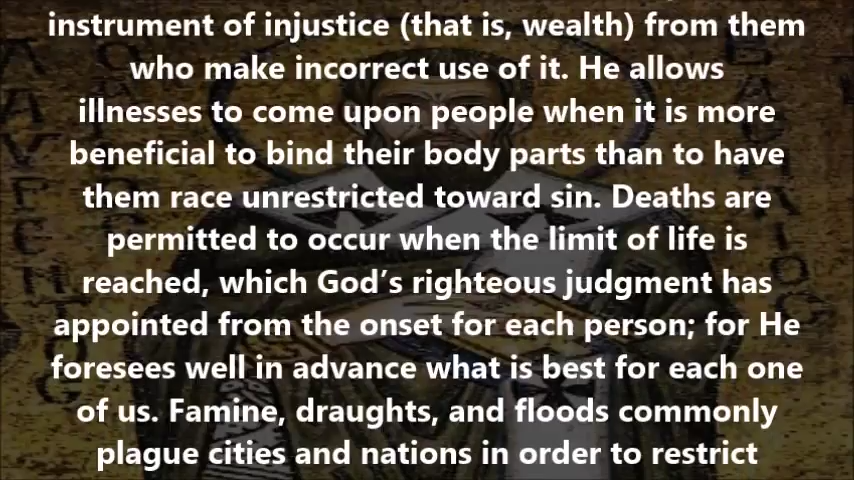 instrument of injustice (that is, wealth) from them
who make incorrect use of it. He allows
illnesses to come upon people when it is more
beneficial to bind their body parts than to have
them race unrestricted toward sin. Deaths are
permitted to occur when the limit of life is
reached, which God’s righteous judgment has
appointed from the onset for each person; for He
foresees well in advance what is best for each one
of us. Famine, draughts, and floods commonly
plague cities and nations in order to restrict